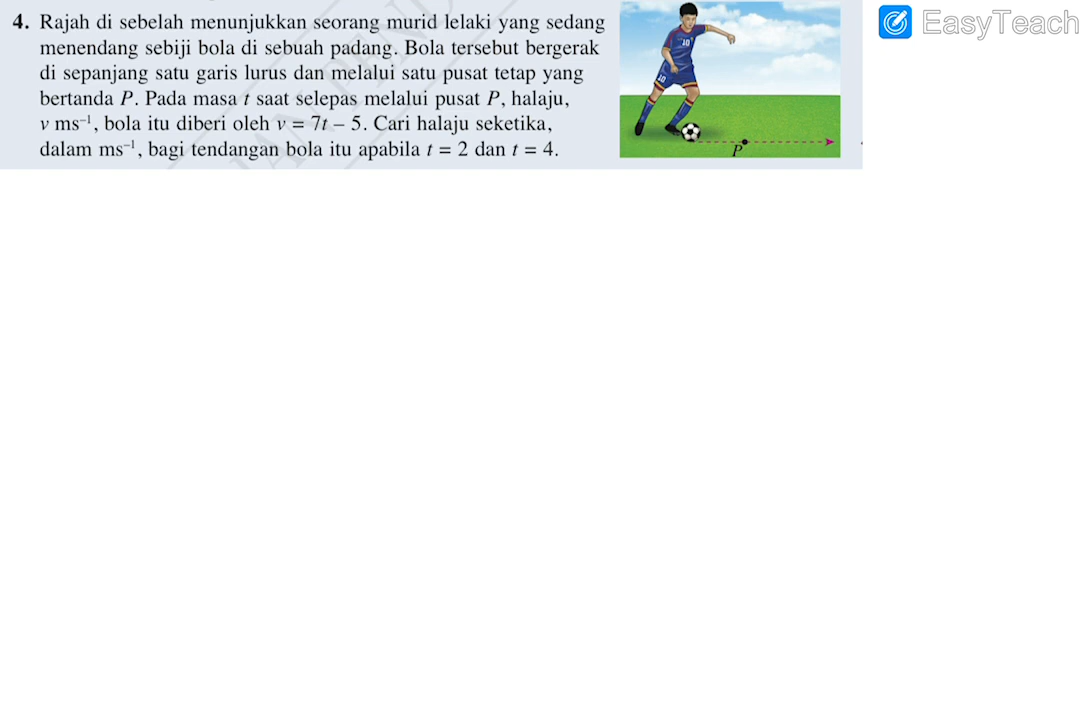 4. Rajah di sebelah menunjukkan seorang murid lelaki yang sedang
menendang sebiji bola di sebuah padang. Bola tersebut bergerak
di sepanjang satu garis lurus dan melalui satu pusat tetap yang
bertanda P. Pada masa t saat selepas melalui pusat P, halaju,
v ms⁻¹, bola itu diberi oleh v = 7t – 5. Cari halaju seketika,
dalam ms⁻¹, bagi tendangan bola itu apabila t = 2 dan t = 4.
10
10
P
EasyTeach